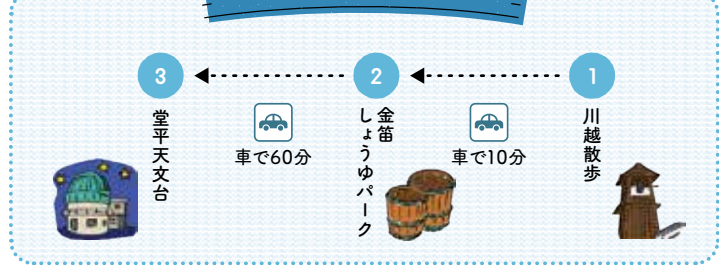 1
川越散歩
車で10分
2
金笛
しょうゆパーク
車で60分
3
堂平天文台